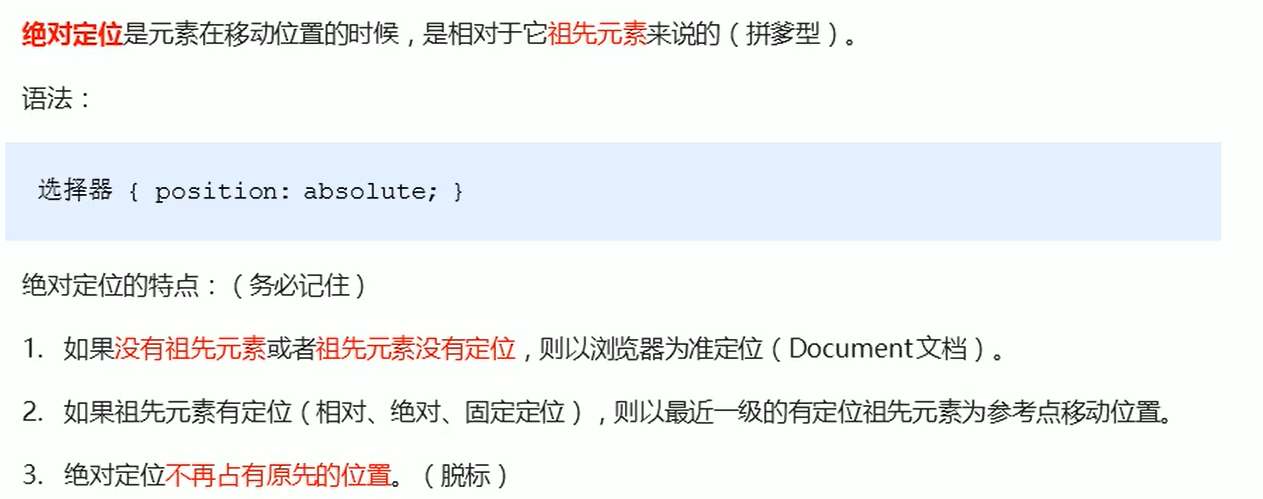 绝对定位是元素在移动位置的时候，是相对于它祖先元素来说的（拼爹型）。
语法：
选择器 { position: absolute; }
绝对定位的特点：（务必记住）
1. 如果没有祖先元素或者祖先元素没有定位，则以浏览器为准定位（Document文档）。
2. 如果祖先元素有定位（相对、绝对、固定定位），则以最近一级的有定位祖先元素为参考点移动位置。
3. 绝对定位不再占有原先的位置。（脱标）